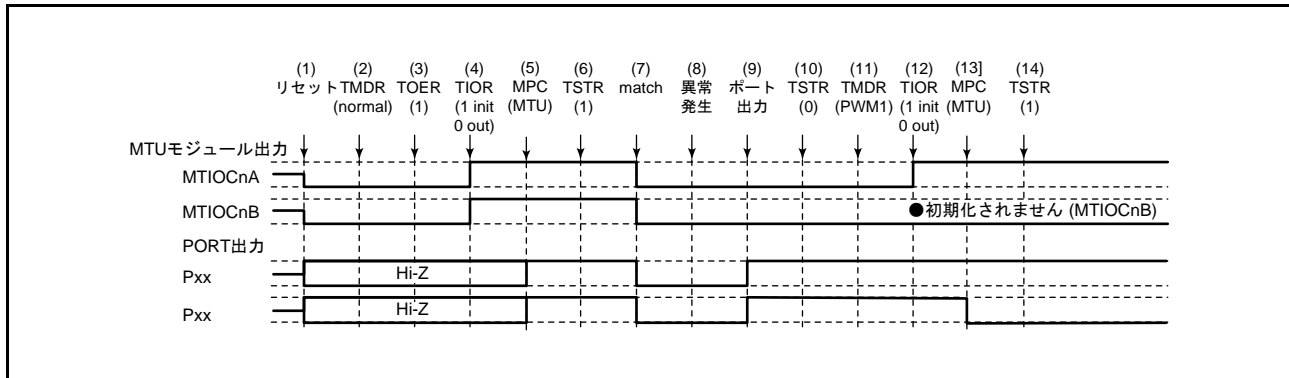 (1) (2) (3) (4) (5) (6) (7) (8) (9) (10) (11) (12) (13] (14)
リセット TMDR TOER TIOR MPC TSTR match 異常 ポート TSTR TMDR TIOR MPC TSTR
(normal) (1) (1 init (MTU) (1) 発生 出力 (0) (PWM1) (1 init (MTU) (1)
0 out) 0 out)
MTUモジュール出力
MTIOCnA
MTIOCnB ●初期化されません (MTIOCnB)
PORT出力
Pxx Hi-Z
Pxx Hi-Z